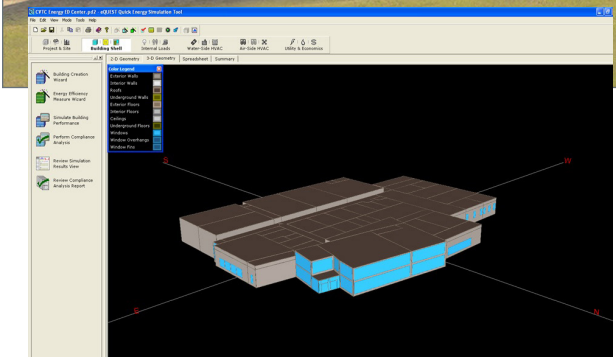 CPTC Energy ED Center.pd2 - eQUEST Quick Energy Simulation Tool
File Edit View Mode Tools Help
Project & Site Building Shell Internal Loads Water-Side HVAC Air-Side HVAC Utility & Economics
2-D Geometry 3-D Geometry Spreadsheet Summary
Building Creation Wizard
Energy Efficiency Measure Wizard
Simulate Building Performance
Perform Compliance Analysis
Review Simulation Results View
Review Compliance Analysis Report
Color Legend
Exterior Walls
Interior Walls
Roofs
Underground Walls
Exterior Floors
Interior Floors
Ceilings
Underground Floors
Windows
Window Overhangs
Window Fins
S
W
E
N